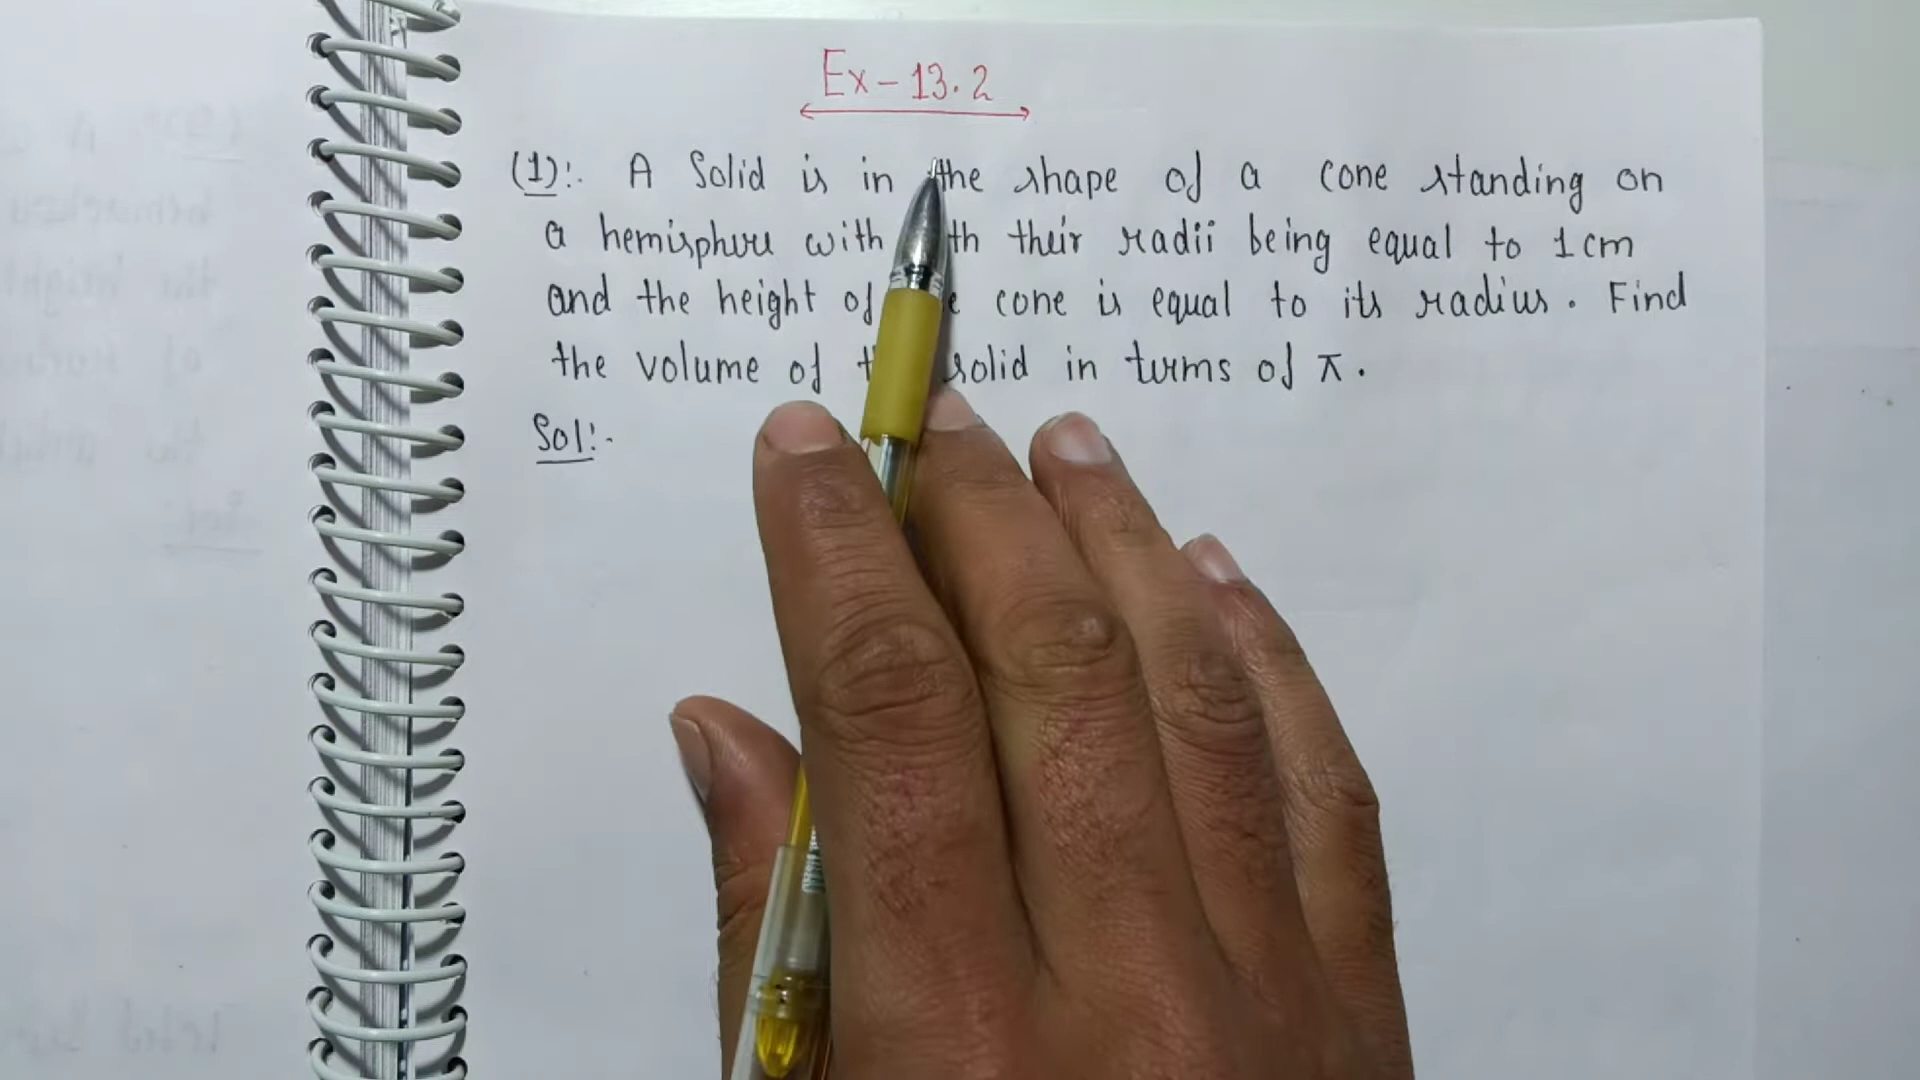 Ex - 13.2
(1):. A Solid is in the shape of a cone standing on
a hemisphere with their radii being equal to 1 cm
and the height of cone is equal to its radius. Find
the volume of solid in terms of π.
Sol:-